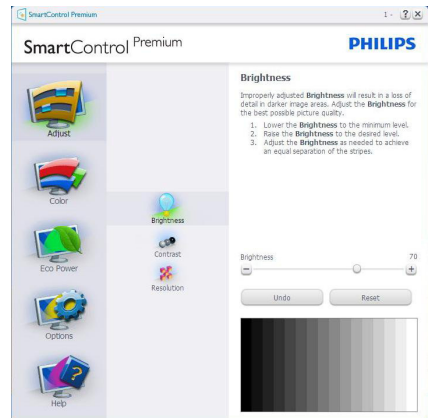 SmartControl Premium
1 -
SmartControl Premium
PHILIPS
Adjust
Color
Eco Power
Options
Help
Brightness
Contrast
Resolution
Brightness
Improperly adjusted Brightness will result in a loss of
detail in darker image areas. Adjust the Brightness for
the best possible picture quality.
1. Lower the Brightness to the minimum level.
2. Raise the Brightness to the desired level.
3. Adjust the Brightness as needed to achieve
an equal separation of the stripes.
Brightness 70
Undo Reset